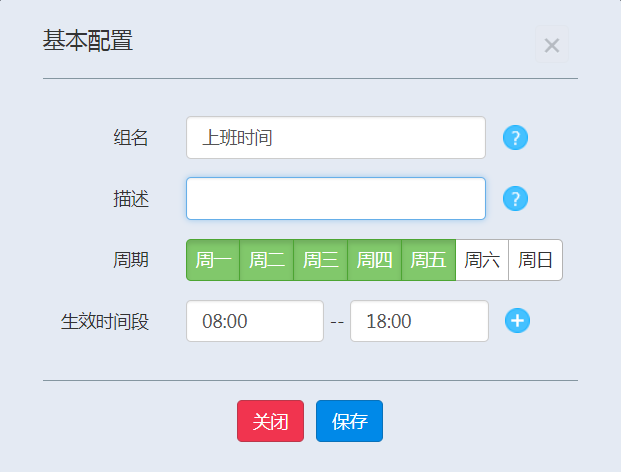 基本配置 ×
组名 上班时间 ?
描述 ?
周期 周一 周二 周三 周四 周五 周六 周日
生效时间段 08:00 -- 18:00 +
关闭 保存